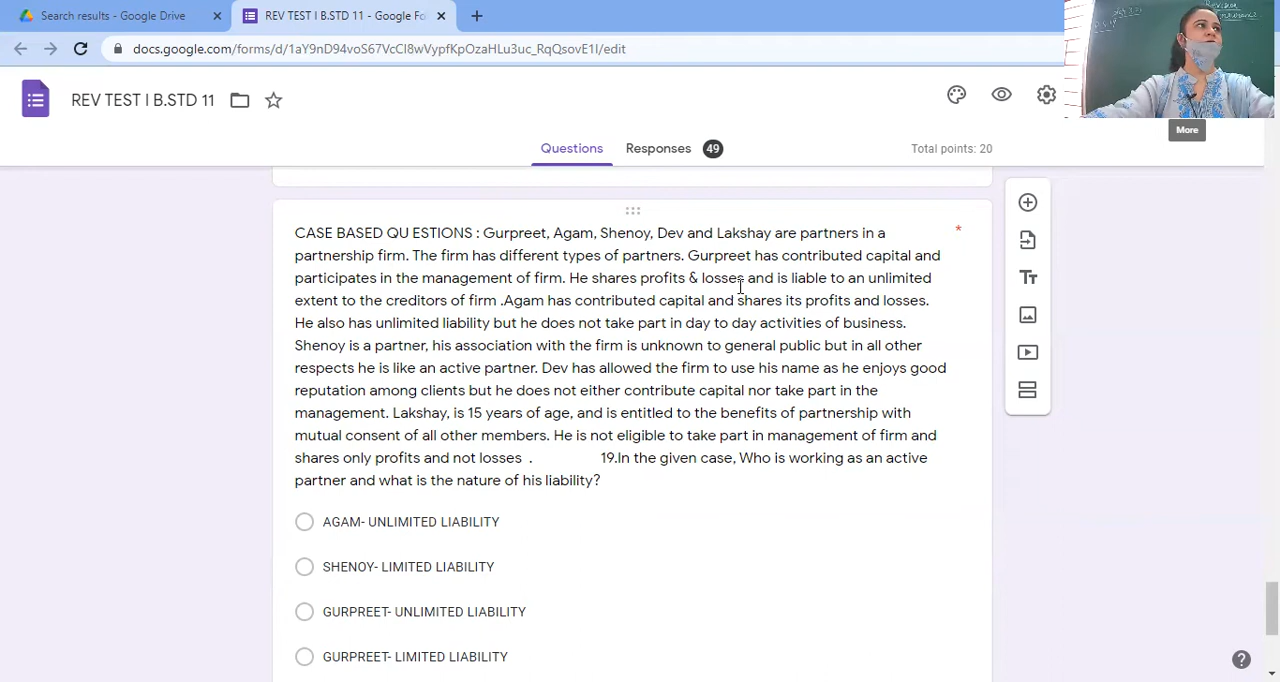 Search results - Google Drive
REV TEST I B.STD 11 - Google Fo
docs.google.com/forms/d/1aY9nD94voS97VcCl8wVypfKpOzaHLu3uc_RqQsovE1I/edit
REV TEST I B.STD 11
More
Questions
Responses 49
Total points: 20
CASE BASED QU ESTIONS : Gurpreet, Agam, Shenoy, Dev and Lakshay are partners in a
*
partnership firm. The firm has different types of partners. Gurpreet has contributed capital and
participates in the management of firm. He shares profits & losses and is liable to an unlimited
extent to the creditors of firm .Agam has contributed capital and shares its profits and losses.
He also has unlimited liability but he does not take part in day to day activities of business.
Shenoy is a partner, his association with the firm is unknown to general public but in all other
respects he is like an active partner. Dev has allowed the firm to use his name as he enjoys good
reputation among clients but he does not either contribute capital nor take part in the
management. Lakshay, is 15 years of age, and is entitled to the benefits of partnership with
mutual consent of all other members. He is not eligible to take part in management of firm and
shares only profits and not losses . 19.In the given case, Who is working as an active
partner and what is the nature of his liability?
AGAM- UNLIMITED LIABILITY
SHENOY- LIMITED LIABILITY
GURPREET- UNLIMITED LIABILITY
GURPREET- LIMITED LIABILITY